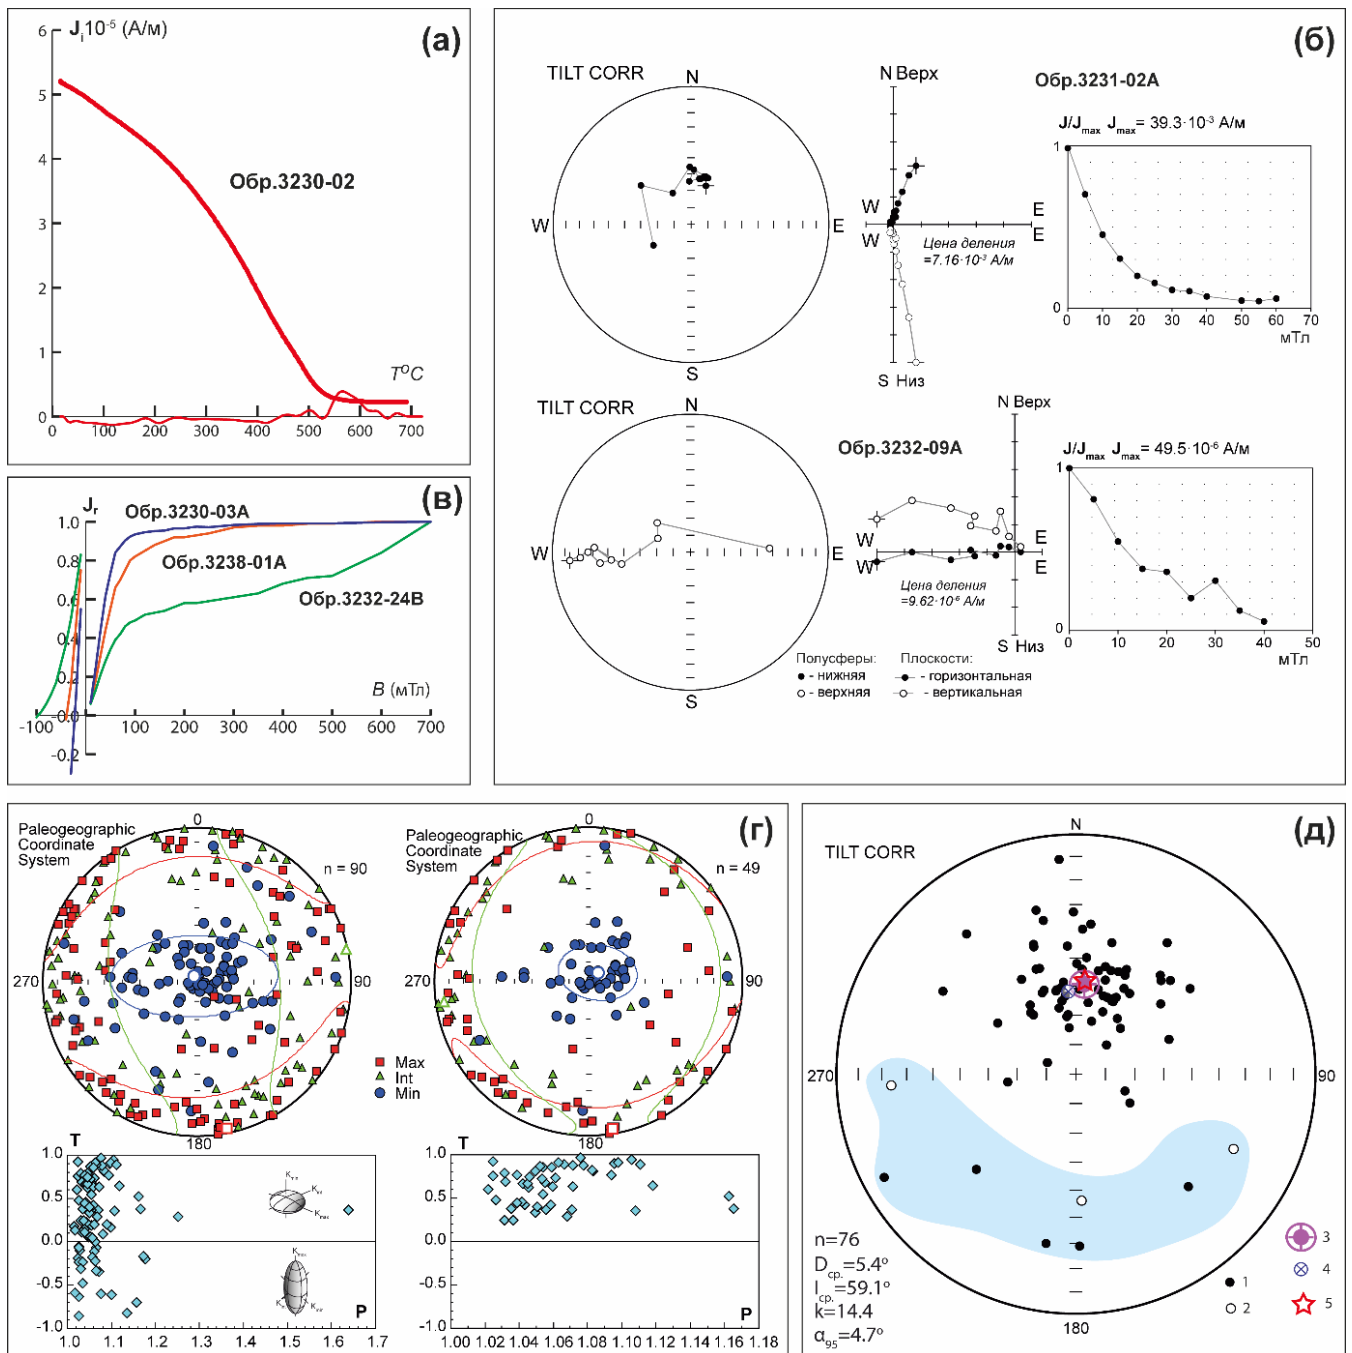 (а)
Jᵢ10⁻⁵ (А/м)
6
5
4
3
2
1
0
Обр.3230-02
T°C
0 100 200 300 400 500 600 700
(б)
TILT CORR
N
W
E
S
N Верх
W
E
W
E
Цена деления
=7.16·10⁻³ А/м
S Низ
Обр.3231-02А
J/Jmax Jmax= 39.3·10⁻³ А/м
1
0
0 10 20 30 40 50 60 70
мТл
TILT CORR
N
W
E
S
Обр.3232-09А
N Верх
W
E
W
E
Цена деления
=9.62·10⁻⁶ А/м
S Низ
J/Jmax Jmax= 49.5·10⁻⁶ А/м
1
0
0 10 20 30 40 50
мТл
Полусферы: Плоскости:
- нижняя - горизонтальная
- верхняя - вертикальная
(в)
Jr
1.0
0.8
0.6
0.4
0.2
-0.0
-0.2
Обр.3230-03А
Обр.3238-01А
Обр.3232-24В
B (мТл)
-100 100 200 300 400 500 600 700
(г)
Paleogeographic
Coordinate
System
0
n = 90
270
90
180
Max
Int
Min
Paleogeographic
Coordinate
System
0
n = 49
270
90
180
T
1.0
0.5
0.0
-0.5
-1.0
Kmin
Kint
Kmax
Kmax
Kint
P
1.0 1.1 1.2 1.3 1.4 1.5 1.6 1.7
T
1.0
0.5
0.0
-0.5
-1.0
P
1.00 1.02 1.04 1.06 1.08 1.10 1.12 1.14 1.16 1.18
(д)
TILT CORR
N
270
90
180
n=76
Dср.=5.4°
Iср.=59.1°
k=14.4
α₉₅=4.7°
1
2
3
4
5